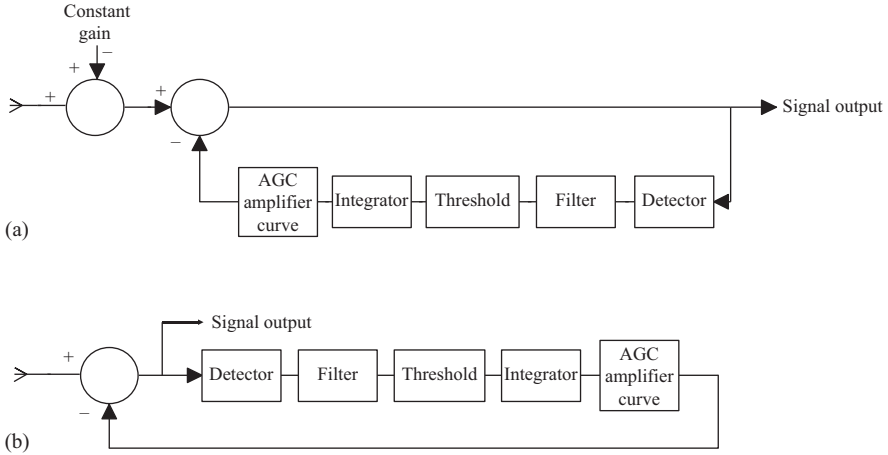 Constant
gain
−
+
+
+
−
Signal output
AGC
amplifier
curve
Integrator
Threshold
Filter
Detector
(a)
Signal output
+
−
Detector
Filter
Threshold
Integrator
AGC
amplifier
curve
(b)